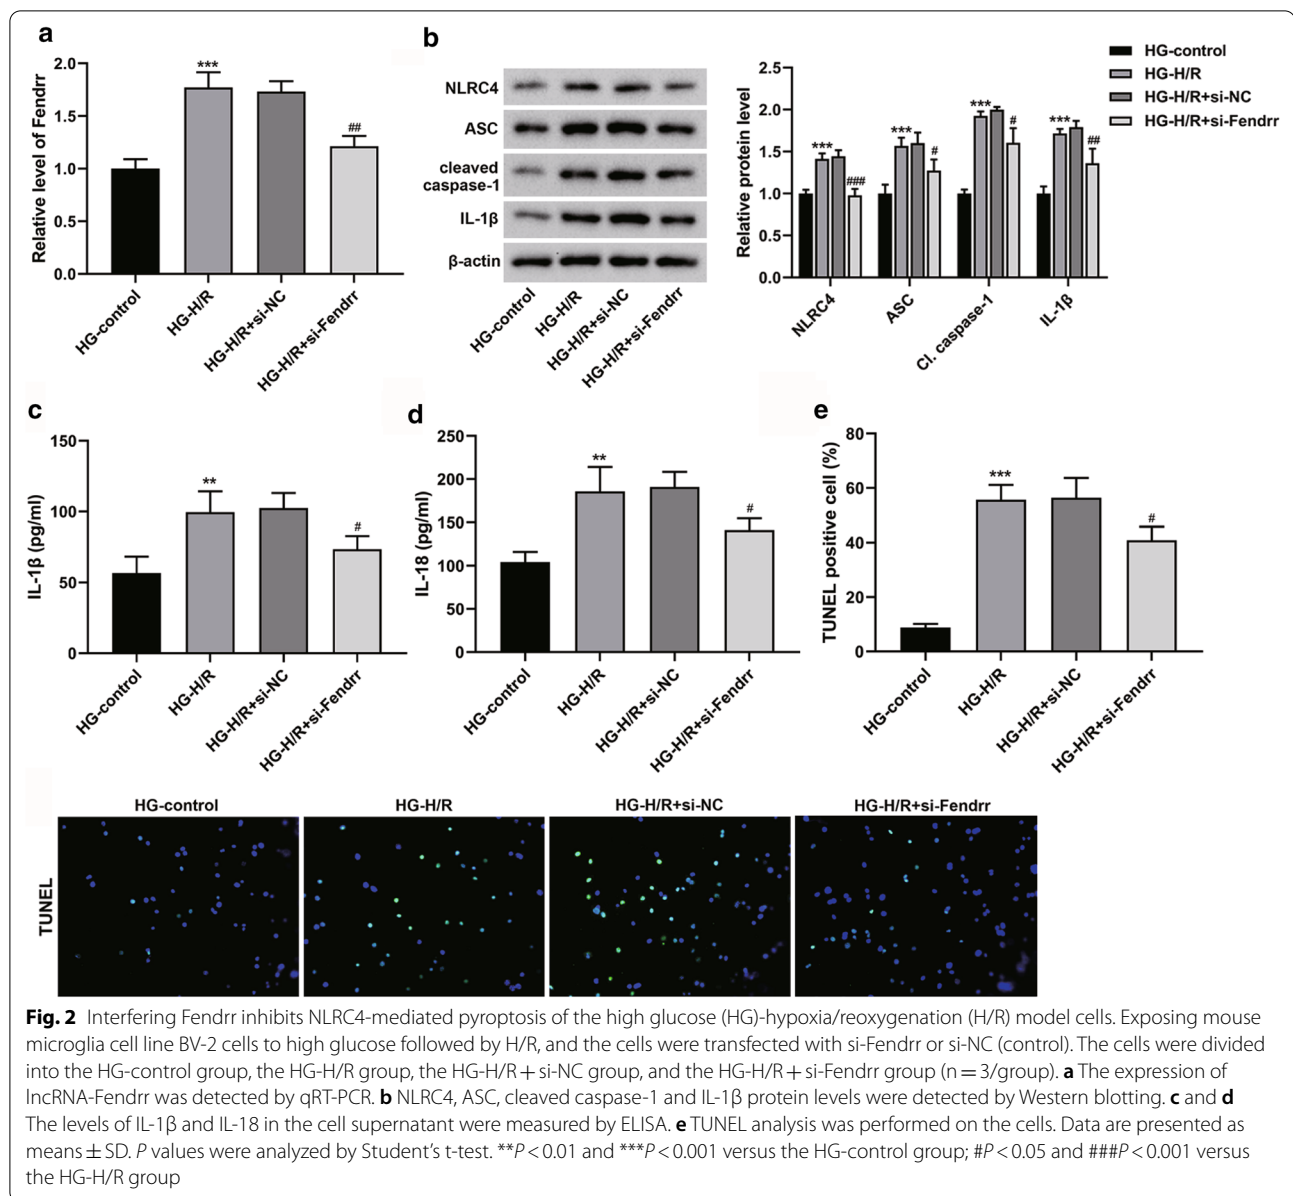 a
Relative level of Fendrr
2.0
1.5
1.0
0.5
0.0
***
##
HG-control
HG-H/R
HG-H/R+si-NC
HG-H/R+si-Fendrr
b
NLRC4
ASC
cleaved
caspase-1
IL-1β
β-actin
HG-control
HG-H/R
HG-H/R+si-NC
HG-H/R+si-Fendrr
Relative protein level
2.5
2.0
1.5
1.0
0.5
0.0
***
###
***
#
***
#
***
##
NLRC4
ASC
Cl. caspase-1
IL-1β
HG-control
HG-H/R
HG-H/R+si-NC
HG-H/R+si-Fendrr
c
IL-1β (pg/ml)
150
100
50
0
**
#
HG-control
HG-H/R
HG-H/R+si-NC
HG-H/R+si-Fendrr
d
IL-18 (pg/ml)
250
200
150
100
50
0
**
#
HG-control
HG-H/R
HG-H/R+si-NC
HG-H/R+si-Fendrr
e
TUNEL positive cell (%)
80
60
40
20
0
***
#
HG-control
HG-H/R
HG-H/R+si-NC
HG-H/R+si-Fendrr
HG-control
HG-H/R
HG-H/R+si-NC
HG-H/R+si-Fendrr
TUNEL
Fig. 2 Interfering Fendrr inhibits NLRC4-mediated pyroptosis of the high glucose (HG)-hypoxia/reoxygenation (H/R) model cells. Exposing mouse
microglia cell line BV-2 cells to high glucose followed by H/R, and the cells were transfected with si-Fendrr or si-NC (control). The cells were divided
into the HG-control group, the HG-H/R group, the HG-H/R + si-NC group, and the HG-H/R + si-Fendrr group (n = 3/group). a The expression of
lncRNA-Fendrr was detected by qRT-PCR. b NLRC4, ASC, cleaved caspase-1 and IL-1β protein levels were detected by Western blotting. c and d
The levels of IL-1β and IL-18 in the cell supernatant were measured by ELISA. e TUNEL analysis was performed on the cells. Data are presented as
means ± SD. P values were analyzed by Student's t-test. **P < 0.01 and ***P < 0.001 versus the HG-control group; #P < 0.05 and ###P < 0.001 versus
the HG-H/R group